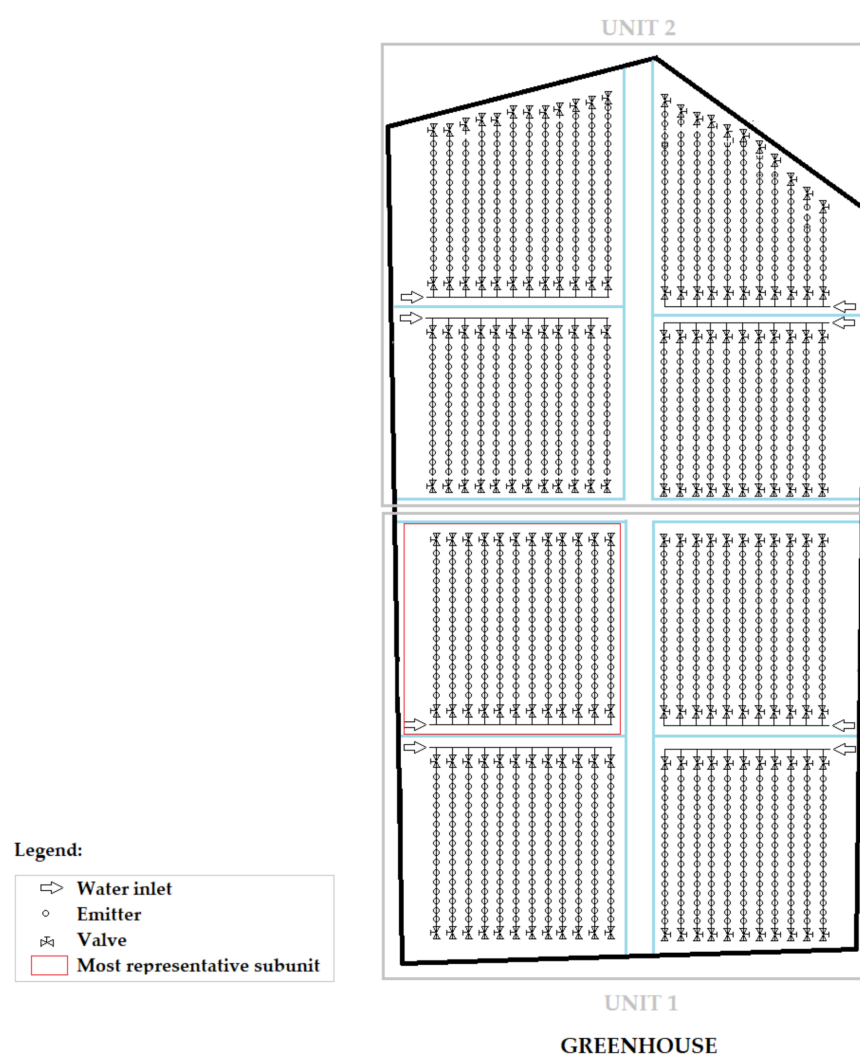 UNIT 2
Legend:
Water inlet
Emitter
Valve
Most representative subunit
UNIT 1
GREENHOUSE